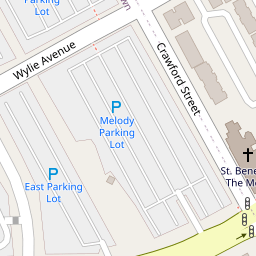 Parking
Lot
Wylie Avenue
Crawford Street
P
Melody
Parking
Lot
P
East Parking
Lot
St. Bene
The M